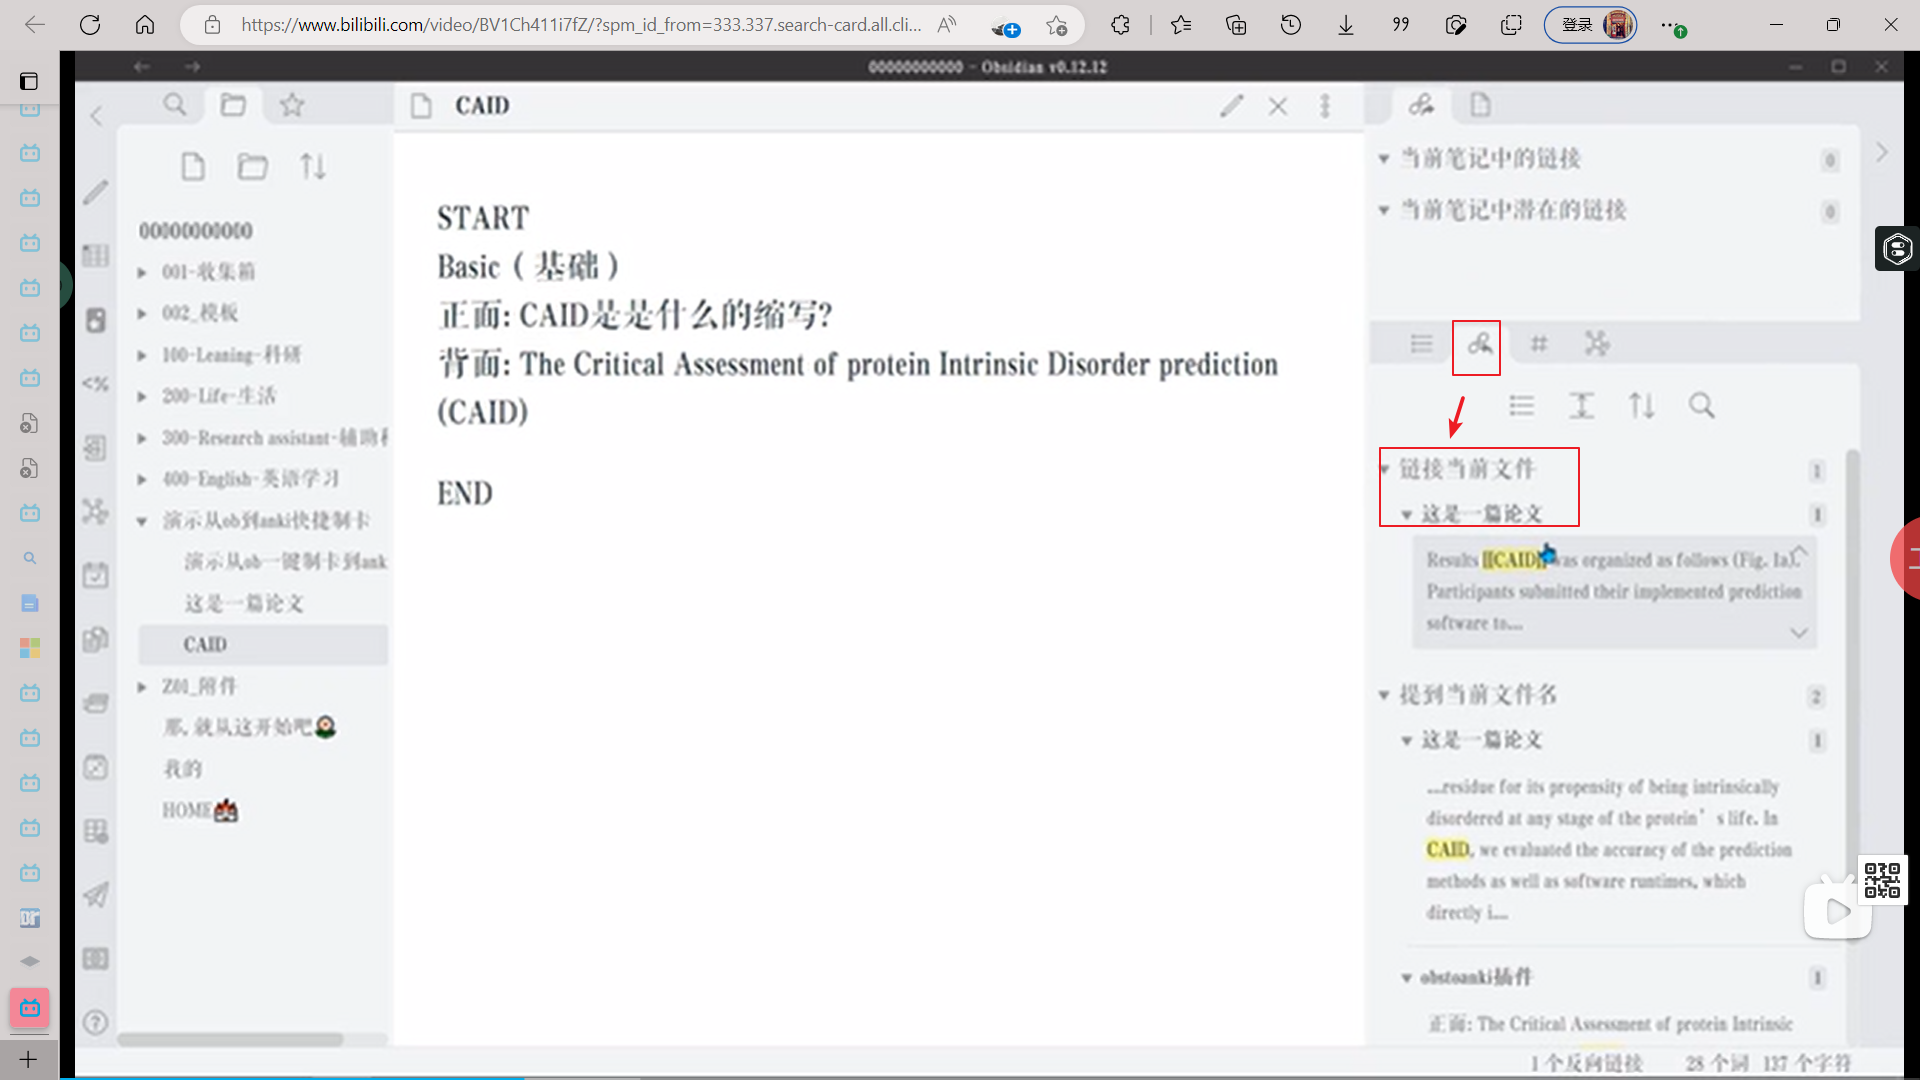 https://www.bilibili.com/video/BV1Ch411i7fZ/?spm_id_from=333.337.search-card.all.cli...
登录
00000000000 - Obsidian v0.12.12
CAID
00000000000
001-收集箱
002_模板
100-Leaning-科研
200-Life-生活
300-Research assistant-辅助
400-English-英语学习
演示从ob到anki快捷制卡
演示从ob一键制卡到ank
这是一篇论文
CAID
Z01_附件
那,就从这开始吧
我的
HOME
START
Basic（基础）
正面: CAID是是什么的缩写?
背面: The Critical Assessment of protein Intrinsic Disorder prediction
(CAID)
END
当前笔记中的链接 0
当前笔记中潜在的链接 0
链接当前文件 1
这是一篇论文 1
Results [[CAID]] was organized as follows (Fig. 1a).
Participants submitted their implemented prediction
software to...
提到当前文件名 2
这是一篇论文 1
...residue for its propensity of being intrinsically
disordered at any stage of the protein's life. In
CAID, we evaluated the accuracy of the prediction
methods as well as software runtimes, which
directly i...
obstoanki插件 1
正面: The Critical Assessment of protein Intrinsic
1 个反向链接 28 个词 137 个字符